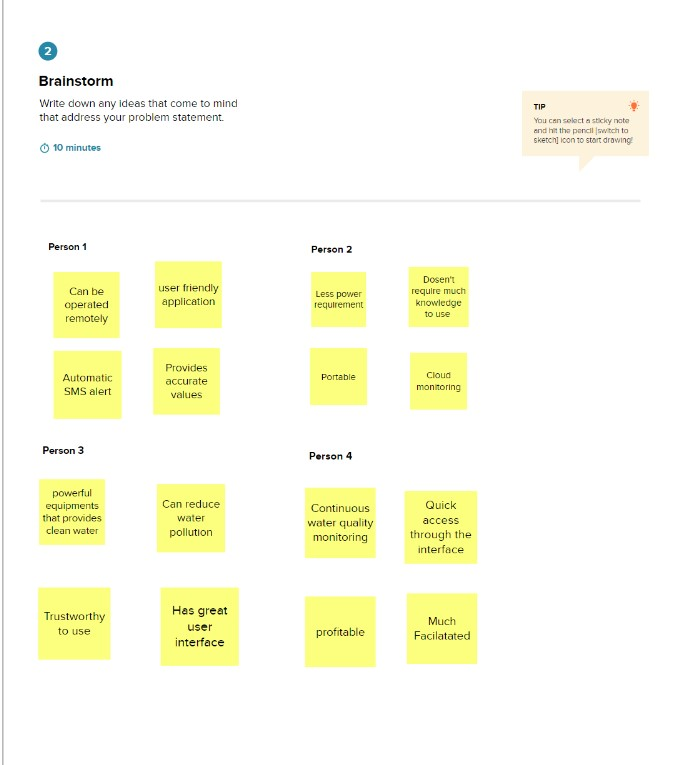 2
Brainstorm
Write down any ideas that come to mind
that address your problem statement.
10 minutes
TIP
You can select a sticky note
and hit the pencil [switch to
sketch] icon to start drawing!
Person 1
Can be
operated
remotely
user friendly
application
Automatic
SMS alert
Provides
accurate
values
Person 2
Less power
requirement
Dosen't
require much
knowledge
to use
Portable
Cloud
monitoring
Person 3
powerful
equipments
that provides
clean water
Can reduce
water
pollution
Trustworthy
to use
Has great
user
interface
Person 4
Continuous
water quality
monitoring
Quick
access
through the
interface
profitable
Much
Facilatated